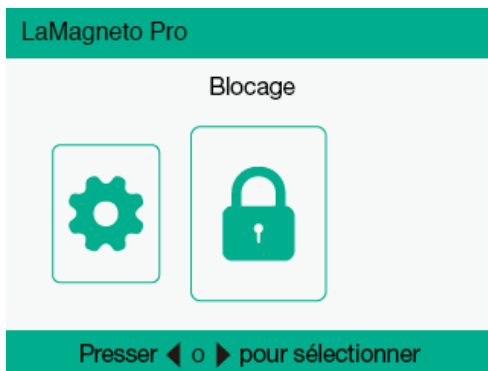 LaMagneto Pro
Blocage
Presser ◀ o ▶ pour sélectionner